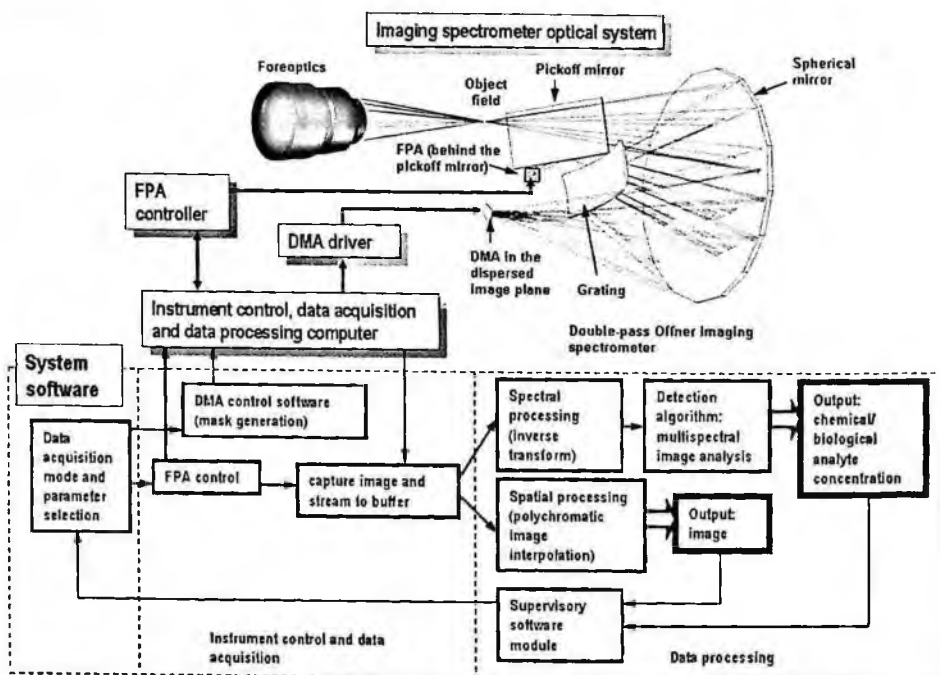 Imaging spectrometer optical system
Foreoptics
Object
field
Pickoff mirror
Spherical
mirror
FPA (behind the
pickoff mirror)
FPA
controller
DMA driver
DMA in the
dispersed
image plane
Grating
Instrument control, data acquisition
and data processing computer
Double-pass Offner imaging
spectrometer
System
software
DMA control software
(mask generation)
Data
acquisition
mode and
parameter
selection
FPA control
capture image and
stream to buffer
Spectral
processing
(inverse
transform)
Detection
algorithm:
multispectral
image analysis
Output:
chemical/
biological
analyte
concentration
Spatial processing
(polychromatic
image
interpolation)
Output:
image
Supervisory
software
module
Instrument control and data
acquisition
Data processing